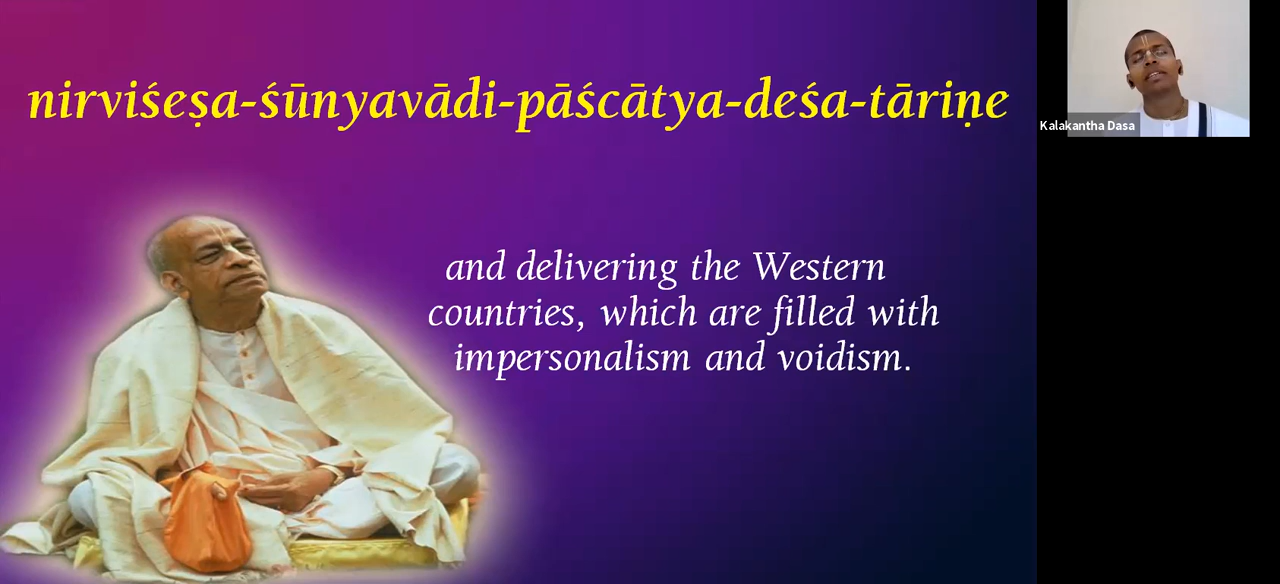 nirviśeṣa-śūnyavādi-pāścātya-deśa-tāriṇe
Kalakantha Dasa
and delivering the Western
countries, which are filled with
impersonalism and voidism.